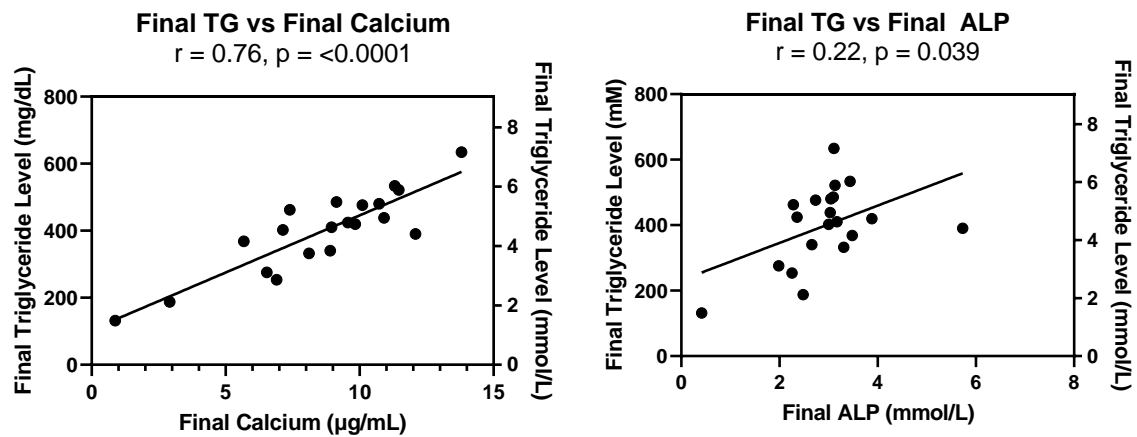 Final TG vs Final Calcium
r = 0.76, p = <0.0001
Final Triglyceride Level (mg/dL)
800
600
400
200
0
0
5
10
15
Final Calcium (µg/mL)
8
6
4
2
0
Final Triglyceride Level (mmol/L)
Final TG vs Final  ALP
r = 0.22, p = 0.039
Final Triglyceride Level (mM)
800
600
400
200
0
0
2
4
6
8
Final ALP (mmol/L)
8
6
4
2
0
Final Triglyceride Level (mmol/L)